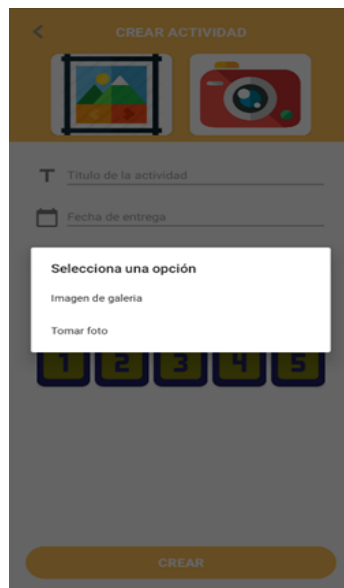 CREAR ACTIVIDAD
Título de la actividad
Fecha de entrega
Selecciona una opción
Imagen de galeria
Tomar foto
1 2 3 4 5
CREAR